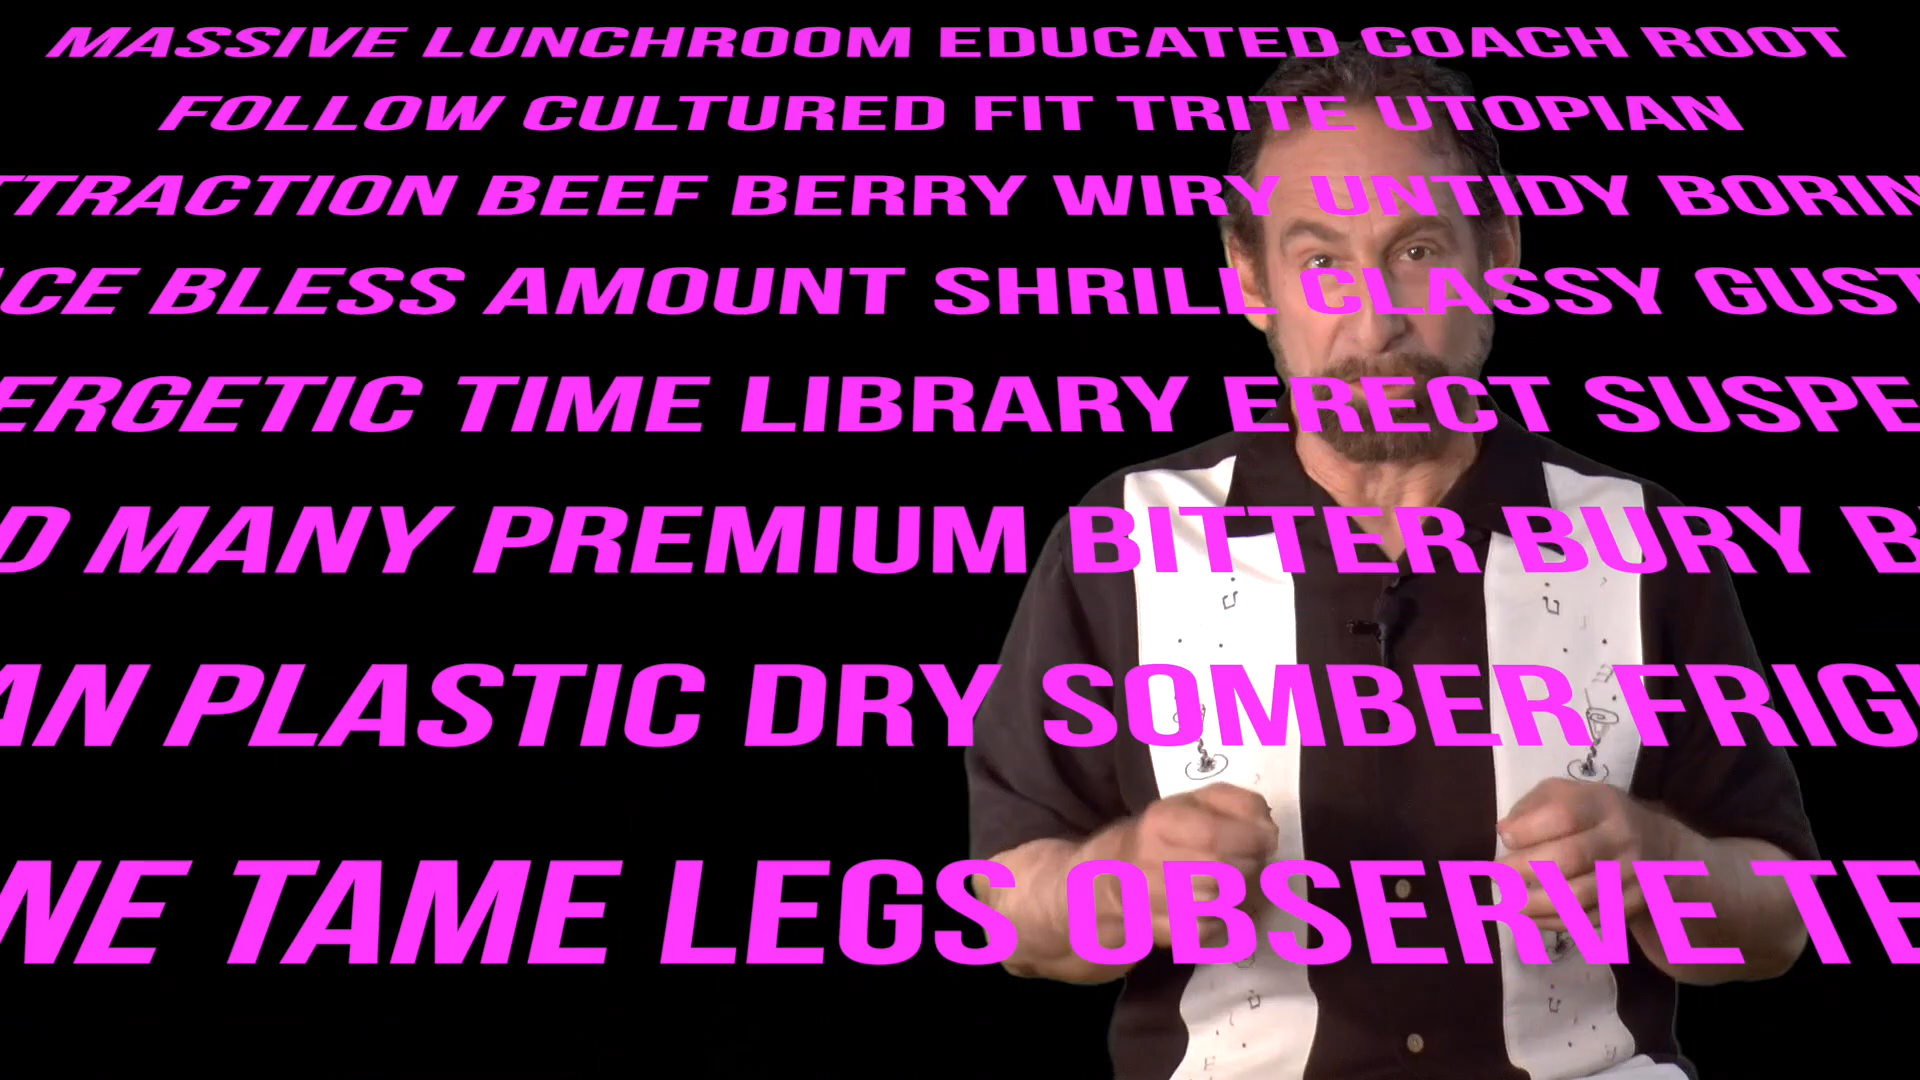 MASSIVE LUNCHROOM EDUCATED COACH ROOT
FOLLOW CULTURED FIT TRITE UTOPIAN
TTRACTION BEEF BERRY WIRY UNTIDY BORIN
ICE BLESS AMOUNT SHRILL CLASSY GUST
ERGETIC TIME LIBRARY ERECT SUSPE
D MANY PREMIUM BITTER BURY B
AN PLASTIC DRY SOMBER FRIG
NE TAME LEGS OBSERVE TE